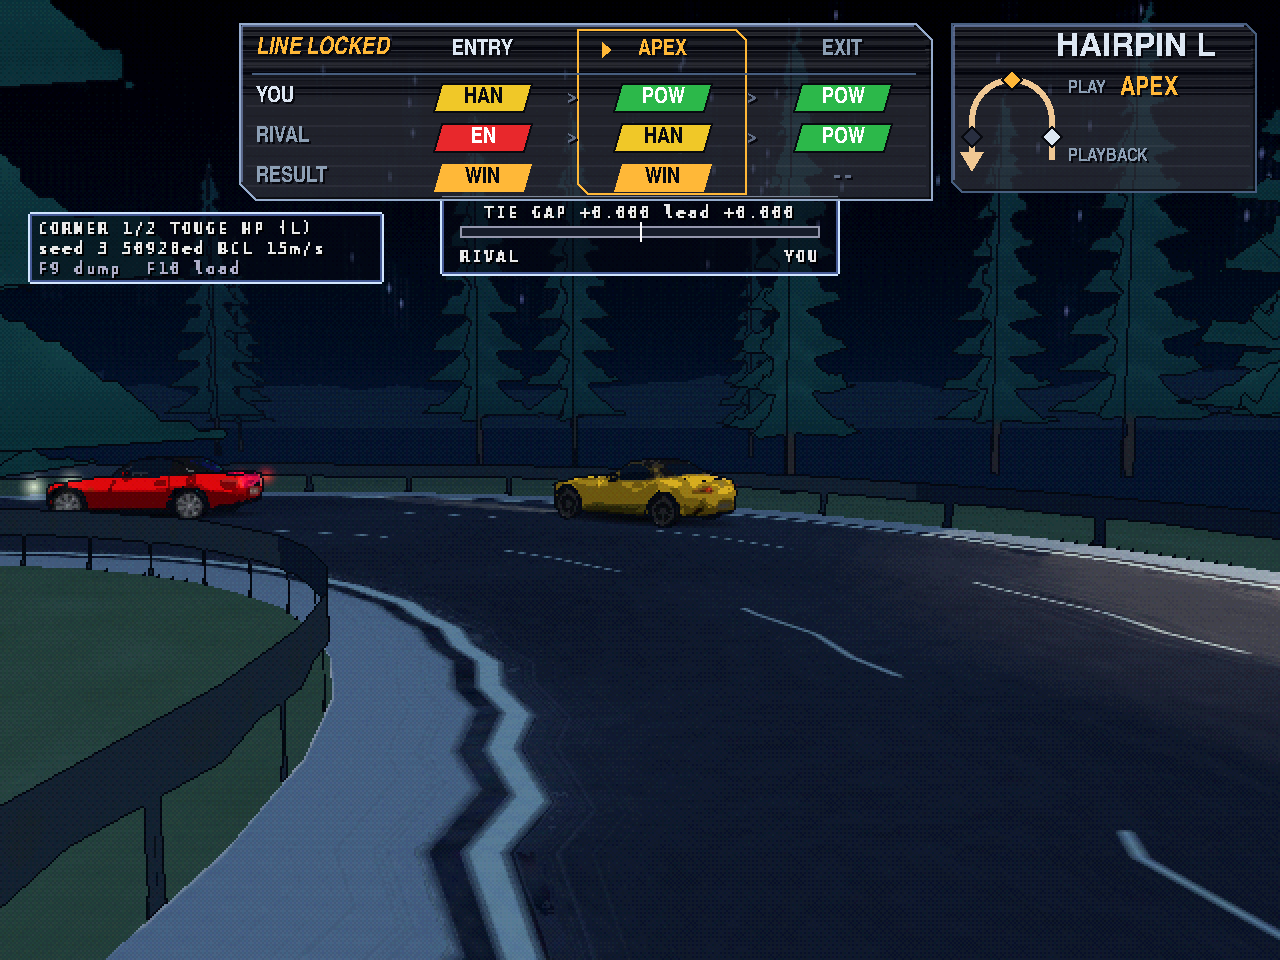 LINE LOCKED ENTRY APEX EXIT
YOU HAN > POW > POW
RIVAL EN > HAN > POW
RESULT WIN WIN --
HAIRPIN L
PLAY APEX
PLAYBACK
CORNER 1/2 TOUGE HP (L)
seed 3 50920ed BCL 15m/s
F9 dump F10 load
TIE GAP +0.000 lead +0.000
RIVAL YOU